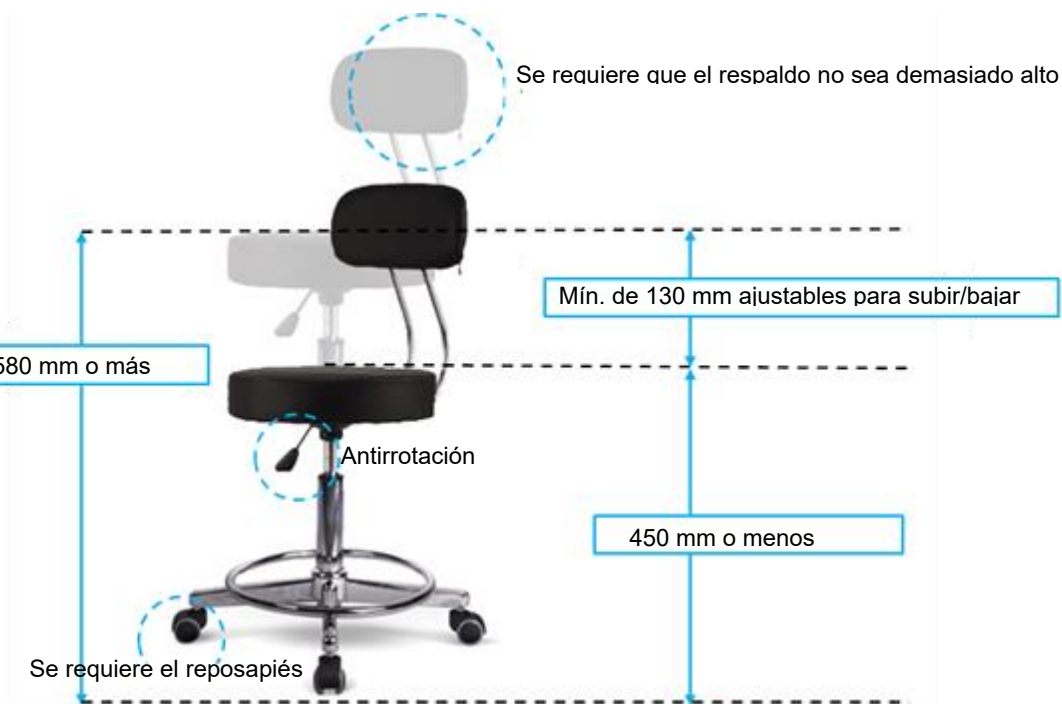 Se requiere que el respaldo no sea demasiado alto
Mín. de 130 mm ajustables para subir/bajar
580 mm o más
Antirrotación
450 mm o menos
Se requiere el reposapiés